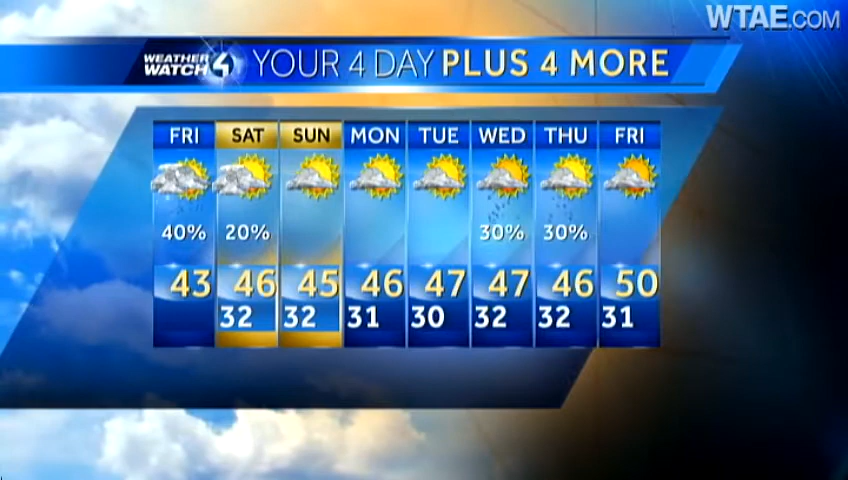 WTAE.COM
WEATHER
WATCH 4
YOUR 4 DAY PLUS 4 MORE
FRI SAT SUN MON TUE WED THU FRI
40% 20% 30% 30%
43 46 45 46 47 47 46 50
32 32 31 30 32 32 31